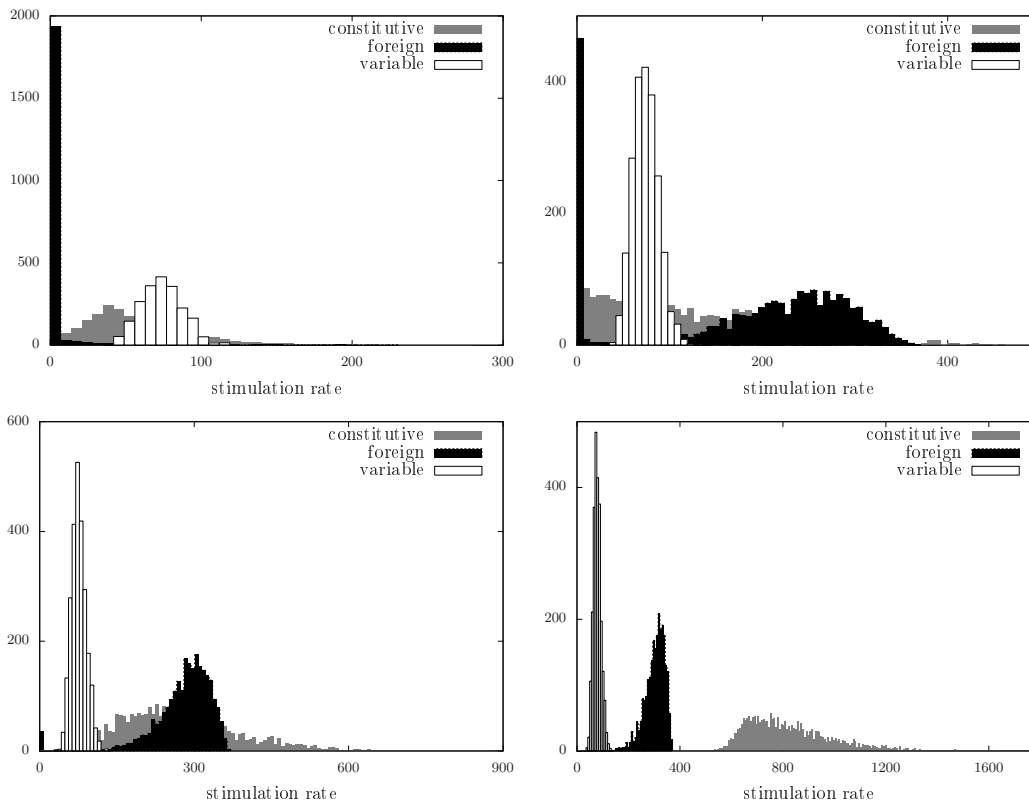 2000
1500
1000
500
0
0 100 200 300
stimulation rate
constitutive
foreign
variable
400
200
0
0 200 400
stimulation rate
constitutive
foreign
variable
600
400
200
0
0 300 600 900
stimulation rate
constitutive
foreign
variable
400
200
0
0 400 800 1200 1600
stimulation rate
constitutive
foreign
variable